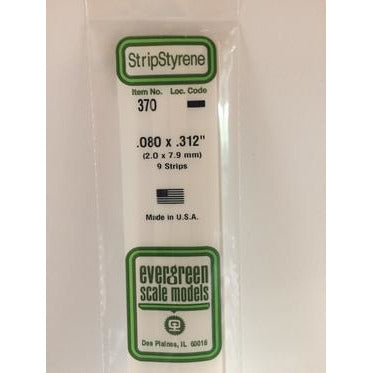 StripStyrene
Item No. Loc. Code
370
.080 x .312"
(2.0 x 7.9 mm)
9 Strips
Made in U.S.A.
evergreen
scale models
Des Plaines, IL 60018